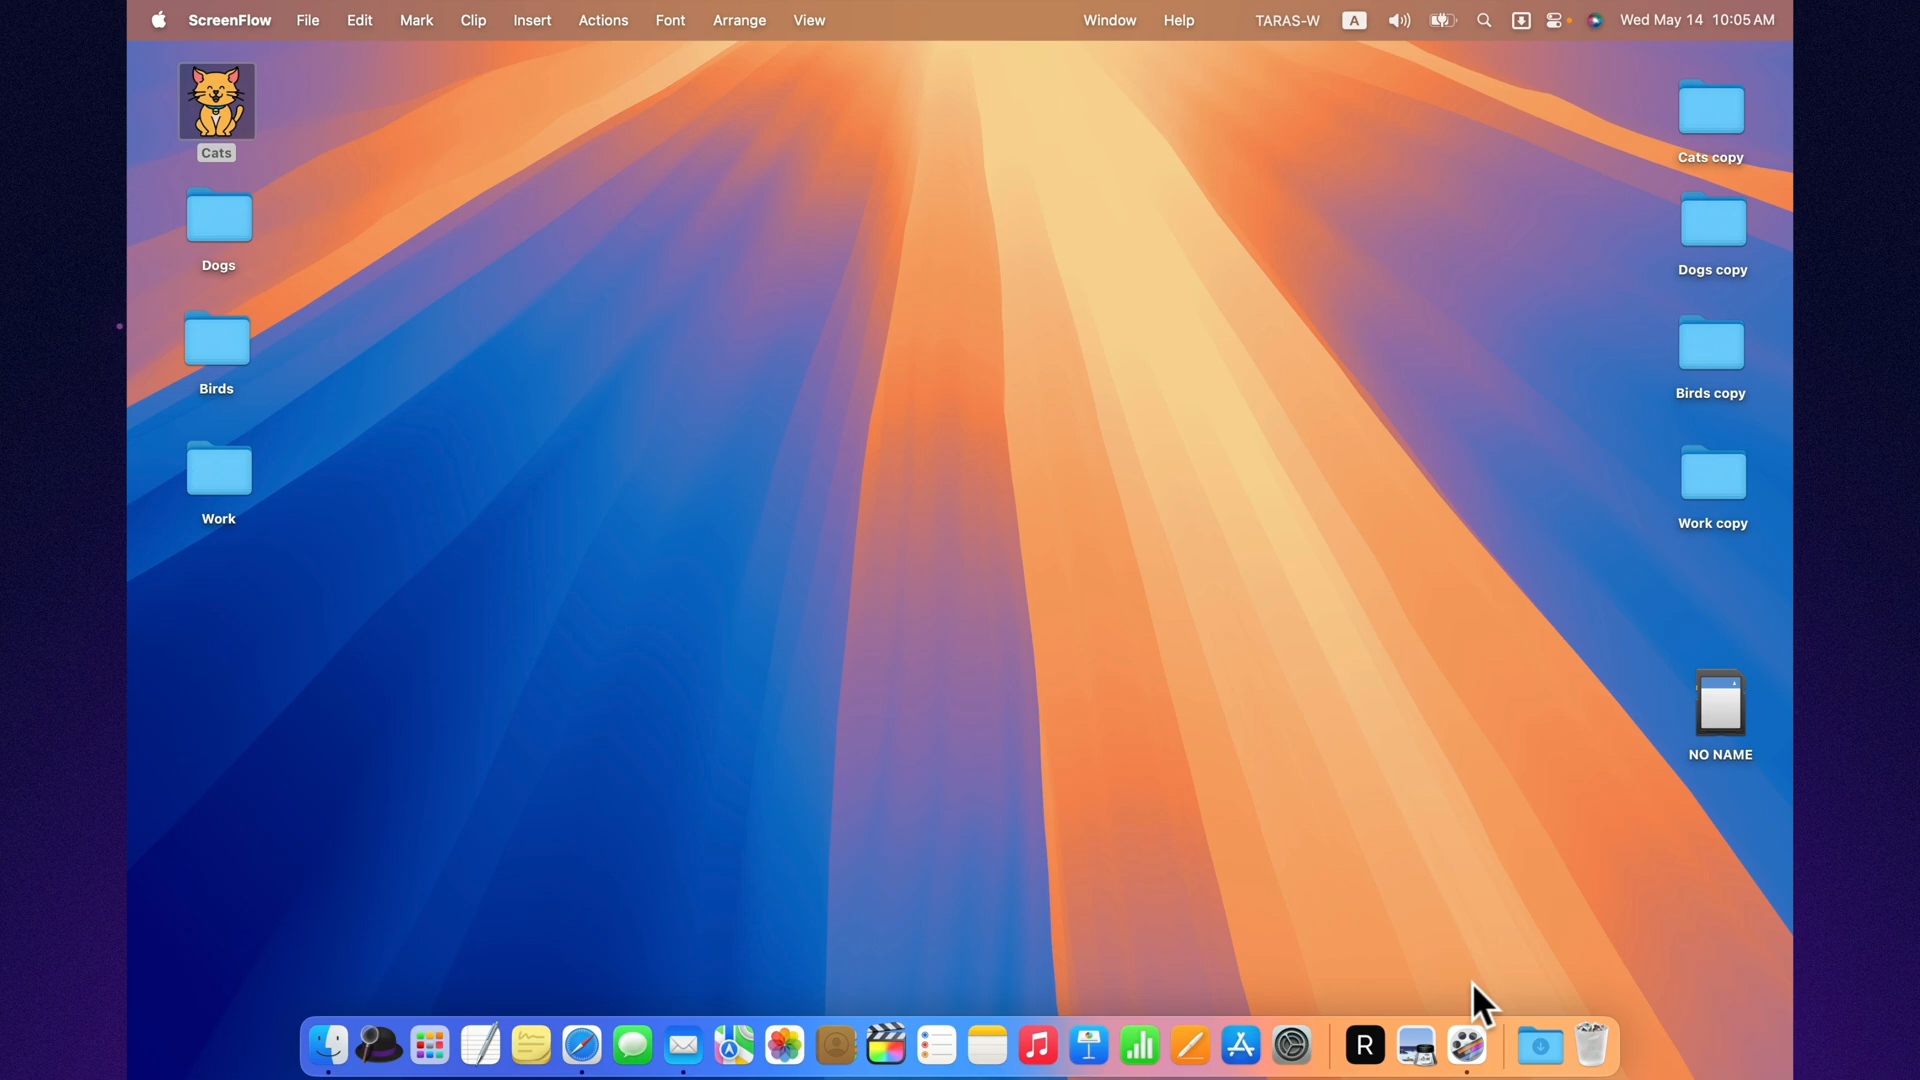 ScreenFlow File Edit Mark Clip Insert Actions Font Arrange View Window Help TARAS-W A Wed May 14 10:05 AM
Cats
Dogs
Birds
Work
Cats copy
Dogs copy
Birds copy
Work copy
NO NAME
R